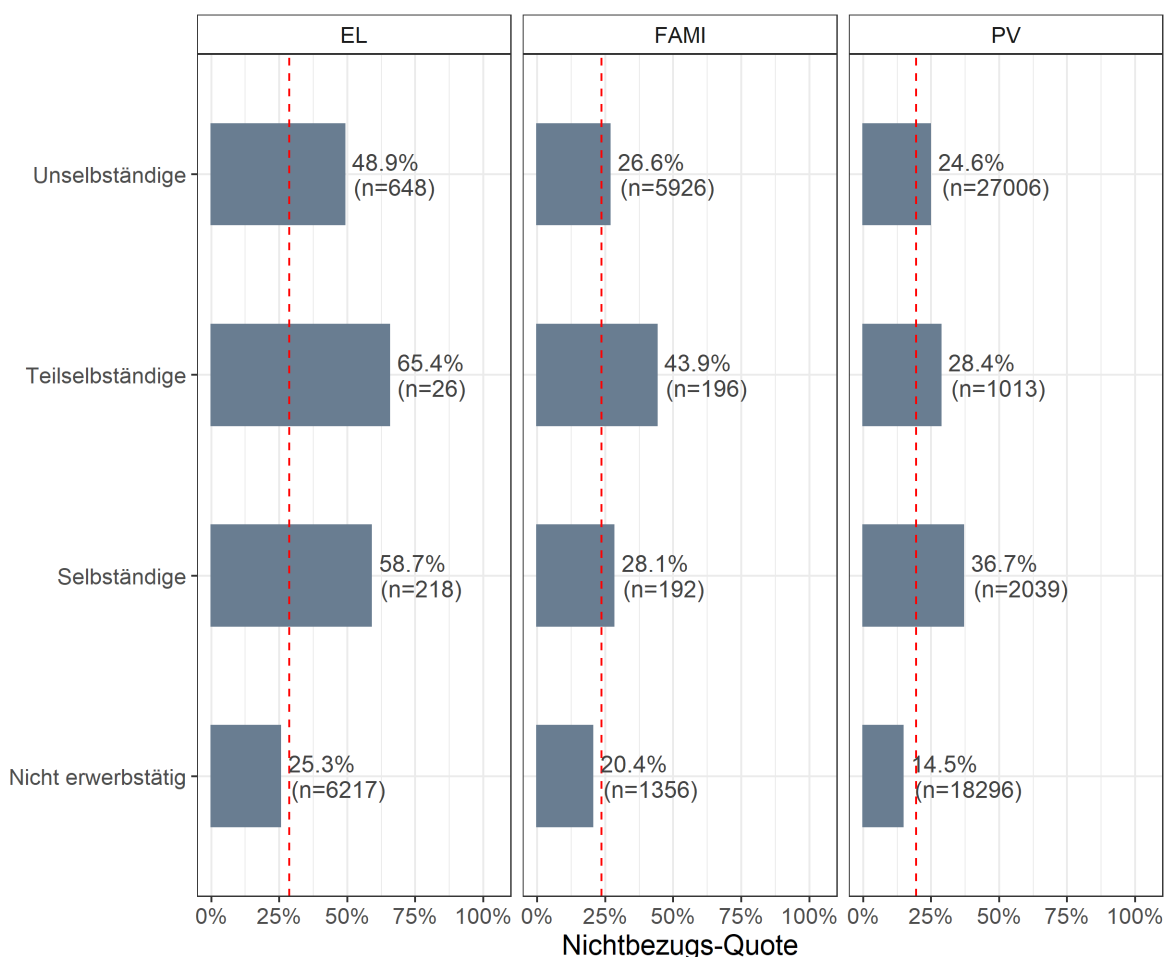 EL FAMI PV
Unselbständige
48.9%
(n=648)
26.6%
(n=5926)
24.6%
(n=27006)
Teilselbständige
65.4%
(n=26)
43.9%
(n=196)
28.4%
(n=1013)
Selbständige
58.7%
(n=218)
28.1%
(n=192)
36.7%
(n=2039)
Nicht erwerbstätig
25.3%
(n=6217)
20.4%
(n=1356)
14.5%
(n=18296)
0% 25% 50% 75% 100% 0% 25% 50% 75% 100% 0% 25% 50% 75% 100%
Nichtbezugs-Quote